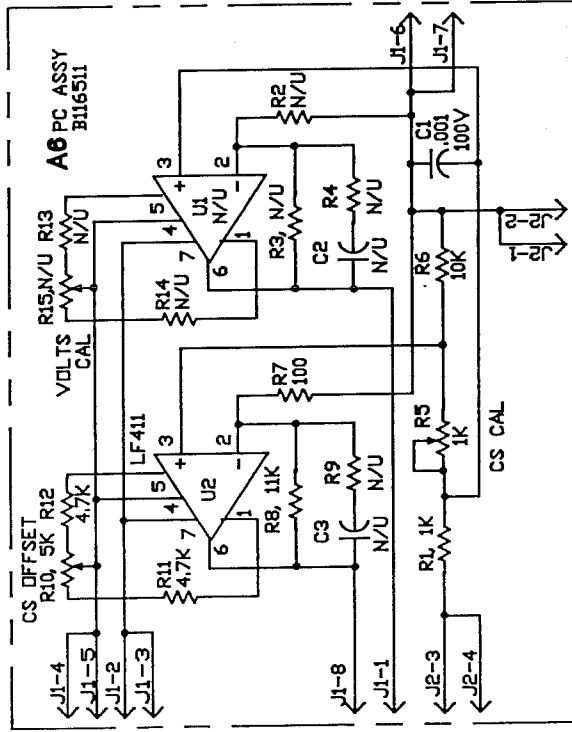 A6 PC ASSY
B116511
CS OFFSET
R10, 5K
R12
4.7K
LF411
VOLTS
CAL
R15, N/U
R13
N/U
J1-4
J1-5
J1-2
J1-3
R11
4.7K
3
+
5
4
7
U2
6
1
2
-
R14
N/U
3
+
5
4
7
U1
N/U
6
1
2
-
R7
100
R2
N/U
R8, 11K
R9
N/U
C3
N/U
R3, N/U
R4
N/U
C2
N/U
J1-6
J1-7
J1-8
J1-1
C1
.001
100V
R6
10K
R5
1K
CS CAL
R1, 1K
J2-3
J2-4
J2-1
J2-2